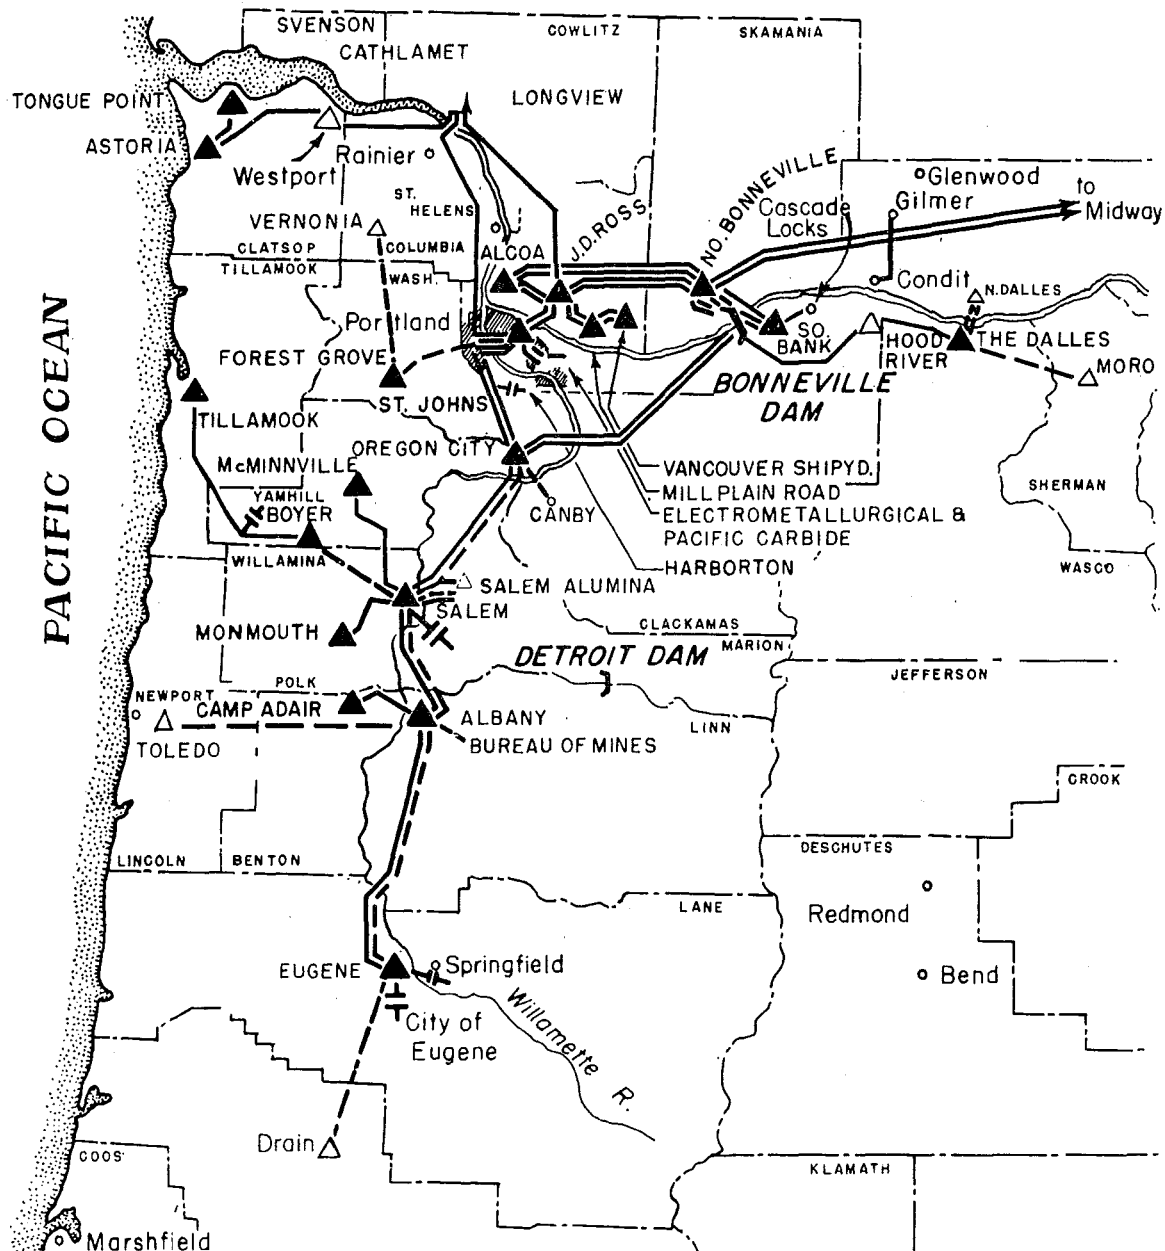 SVENSON
CATHLAMET
COWLITZ
SKAMANIA
TONGUE POINT
LONGVIEW
ASTORIA
Westport
Rainier
VERNONIA
ST.
HELENS
J.D.ROSS
NO. BONNEVILLE
Cascade
Locks
Glenwood
Gilmer
to
Midway
CLATSOP
TILLAMOOK
COLUMBIA
WASH.
ALCOA
Condit
N.DALLES
Portland
SO.
BANK
HOOD
RIVER
THE DALLES
FOREST GROVE
MORO
BONNEVILLE
DAM
ST. JOHNS
TILLAMOOK
OREGON CITY
McMINNVILLE
VANCOUVER SHIPYD.
MILLPLAIN ROAD
ELECTROMETALLURGICAL &
PACIFIC CARBIDE
HARBORTON
SHERMAN
YAMHILL
BOYER
CANBY
WILLAMINA
SALEM ALUMINA
SALEM
WASCO
PACIFIC OCEAN
MONMOUTH
CLACKAMAS
MARION
DETROIT DAM
JEFFERSON
POLK
NEWPORT
CAMP ADAIR
TOLEDO
ALBANY
BUREAU OF MINES
LINN
CROOK
LINCOLN
BENTON
DESCHUTES
LANE
Redmond
Bend
EUGENE
Springfield
City of
Eugene
Willamette R.
Drain
COOS
KLAMATH
Marshfield